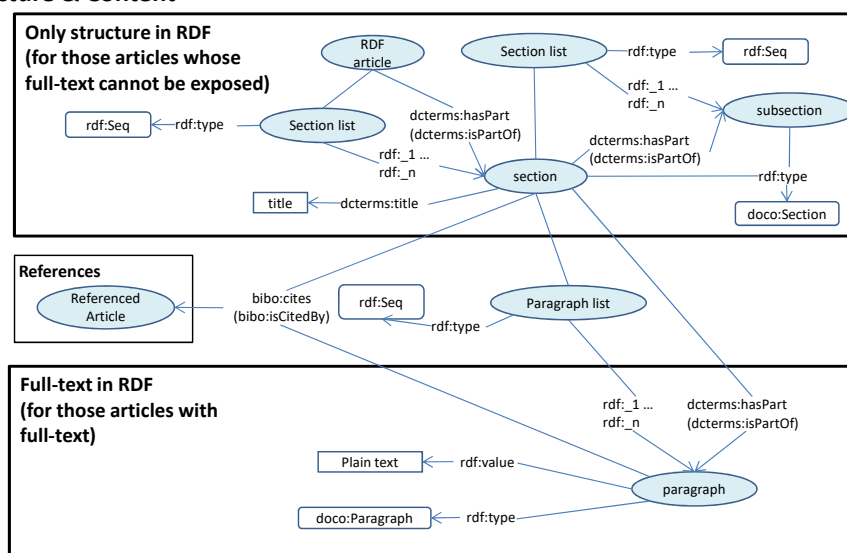 Only structure in RDF
(for those articles whose
full-text cannot be exposed)
RDF
article
Section list
rdf:type
rdf:Seq
rdf:_1 ...
rdf:_n
subsection
rdf:Seq
rdf:type
Section list
dcterms:hasPart
(dcterms:isPartOf)
dcterms:hasPart
(dcterms:isPartOf)
rdf:_1 ...
rdf:_n
section
rdf:type
title
dcterms:title
doco:Section
References
Referenced
Article
bibo:cites
(bibo:isCitedBy)
rdf:Seq
rdf:type
Paragraph list
Full-text in RDF
(for those articles with
full-text)
rdf:_1 ...
rdf:_n
dcterms:hasPart
(dcterms:isPartOf)
Plain text
rdf:value
paragraph
doco:Paragraph
rdf:type